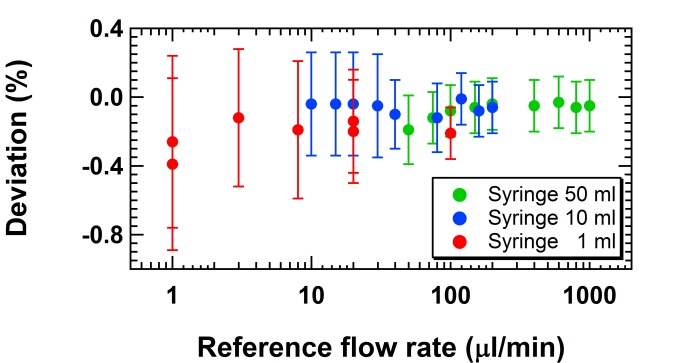 Deviation (%)
0.4
0.0
-0.4
-0.8
Syringe 50 ml
Syringe 10 ml
Syringe 1 ml
1 10 100 1000
Reference flow rate (µl/min)